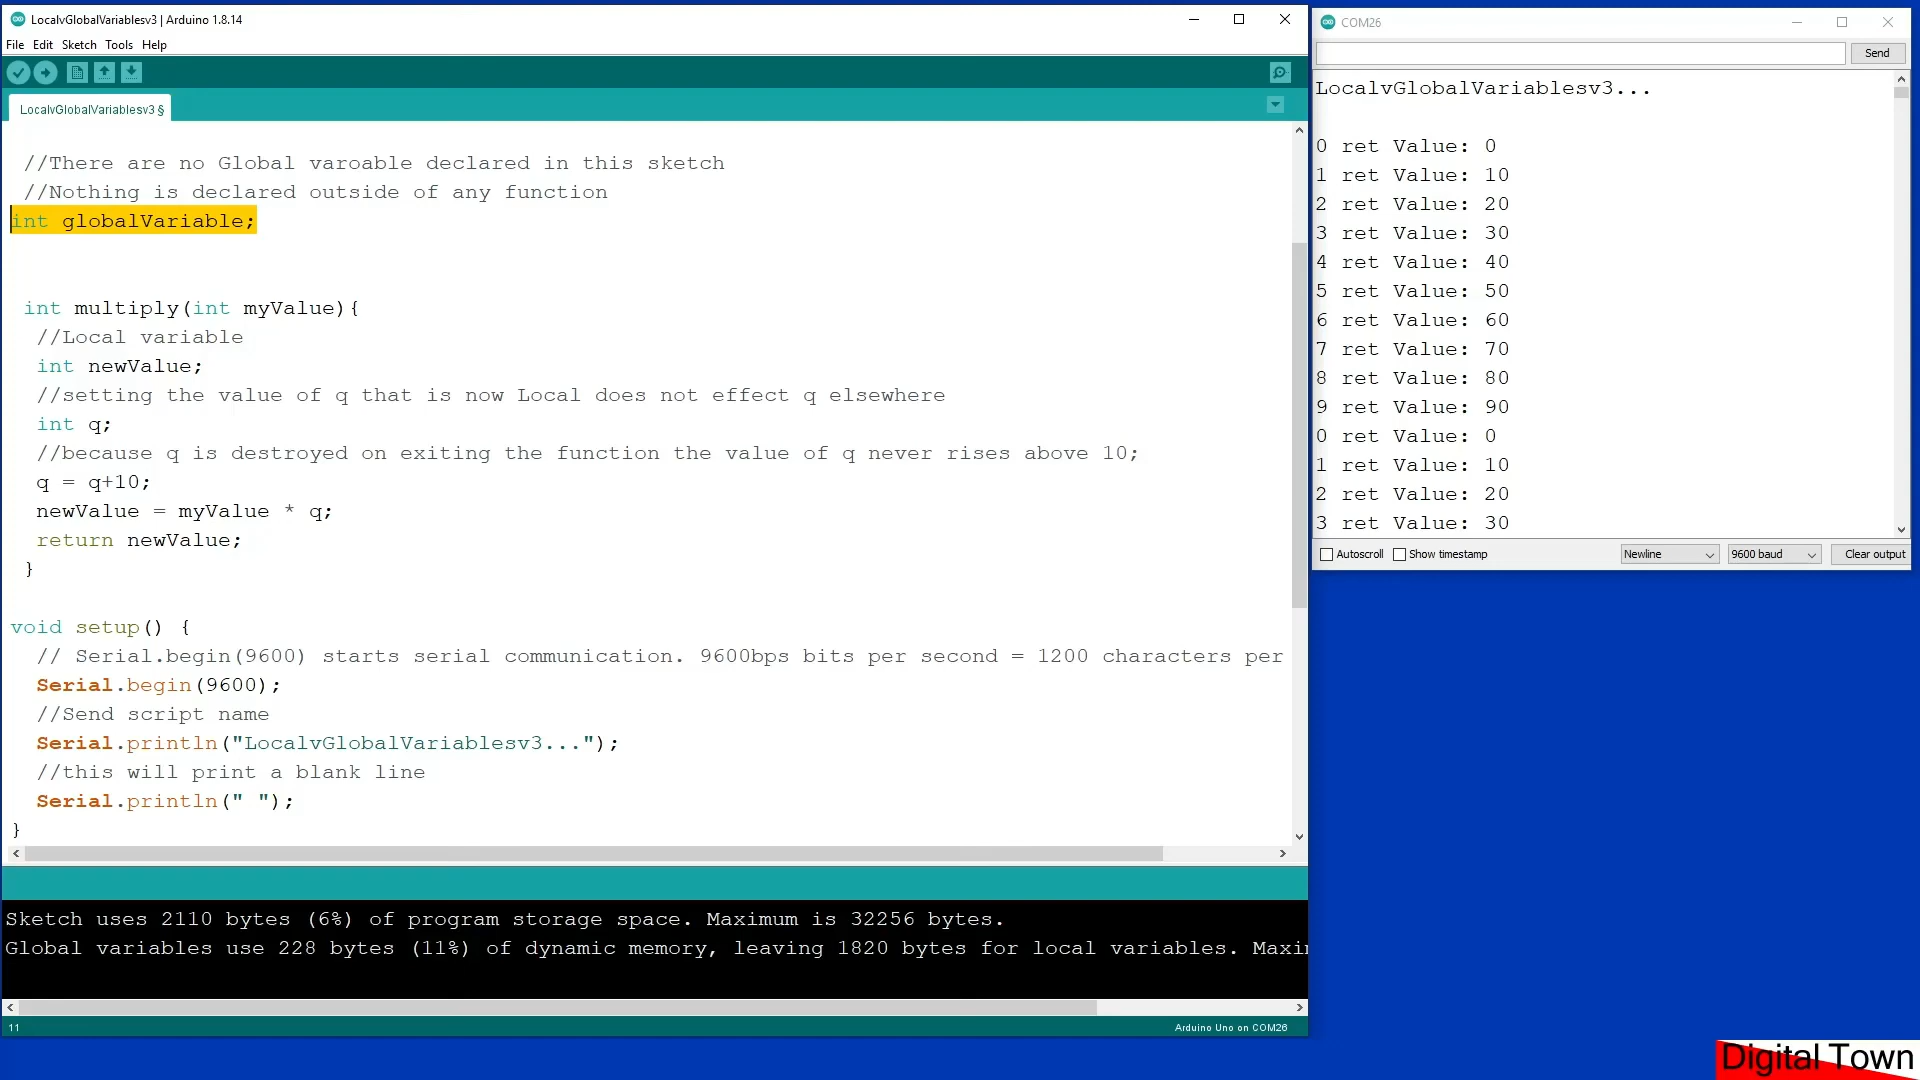 LocalvGlobalVariablesv3 | Arduino 1.8.14
File Edit Sketch Tools Help
LocalvGlobalVariablesv3 §
//There are no Global varoable declared in this sketch
//Nothing is declared outside of any function
int globalVariable;
int multiply(int myValue){
//Local variable
int newValue;
//setting the value of q that is now Local does not effect q elsewhere
int q;
//because q is destroyed on exiting the function the value of q never rises above 10;
q = q+10;
newValue = myValue * q;
return newValue;
}
void setup() {
// Serial.begin(9600) starts serial communication. 9600bps bits per second = 1200 characters per
Serial.begin(9600);
//Send script name
Serial.println("LocalvGlobalVariablesv3...");
//this will print a blank line
Serial.println(" ");
}
Sketch uses 2110 bytes (6%) of program storage space. Maximum is 32256 bytes.
Global variables use 228 bytes (11%) of dynamic memory, leaving 1820 bytes for local variables. Maxi
11
Arduino Uno on COM26
COM26
Send
LocalvGlobalVariablesv3...
0 ret Value: 0
1 ret Value: 10
2 ret Value: 20
3 ret Value: 30
4 ret Value: 40
5 ret Value: 50
6 ret Value: 60
7 ret Value: 70
8 ret Value: 80
9 ret Value: 90
0 ret Value: 0
1 ret Value: 10
2 ret Value: 20
3 ret Value: 30
Autoscroll Show timestamp Newline 9600 baud Clear output
Digital Town